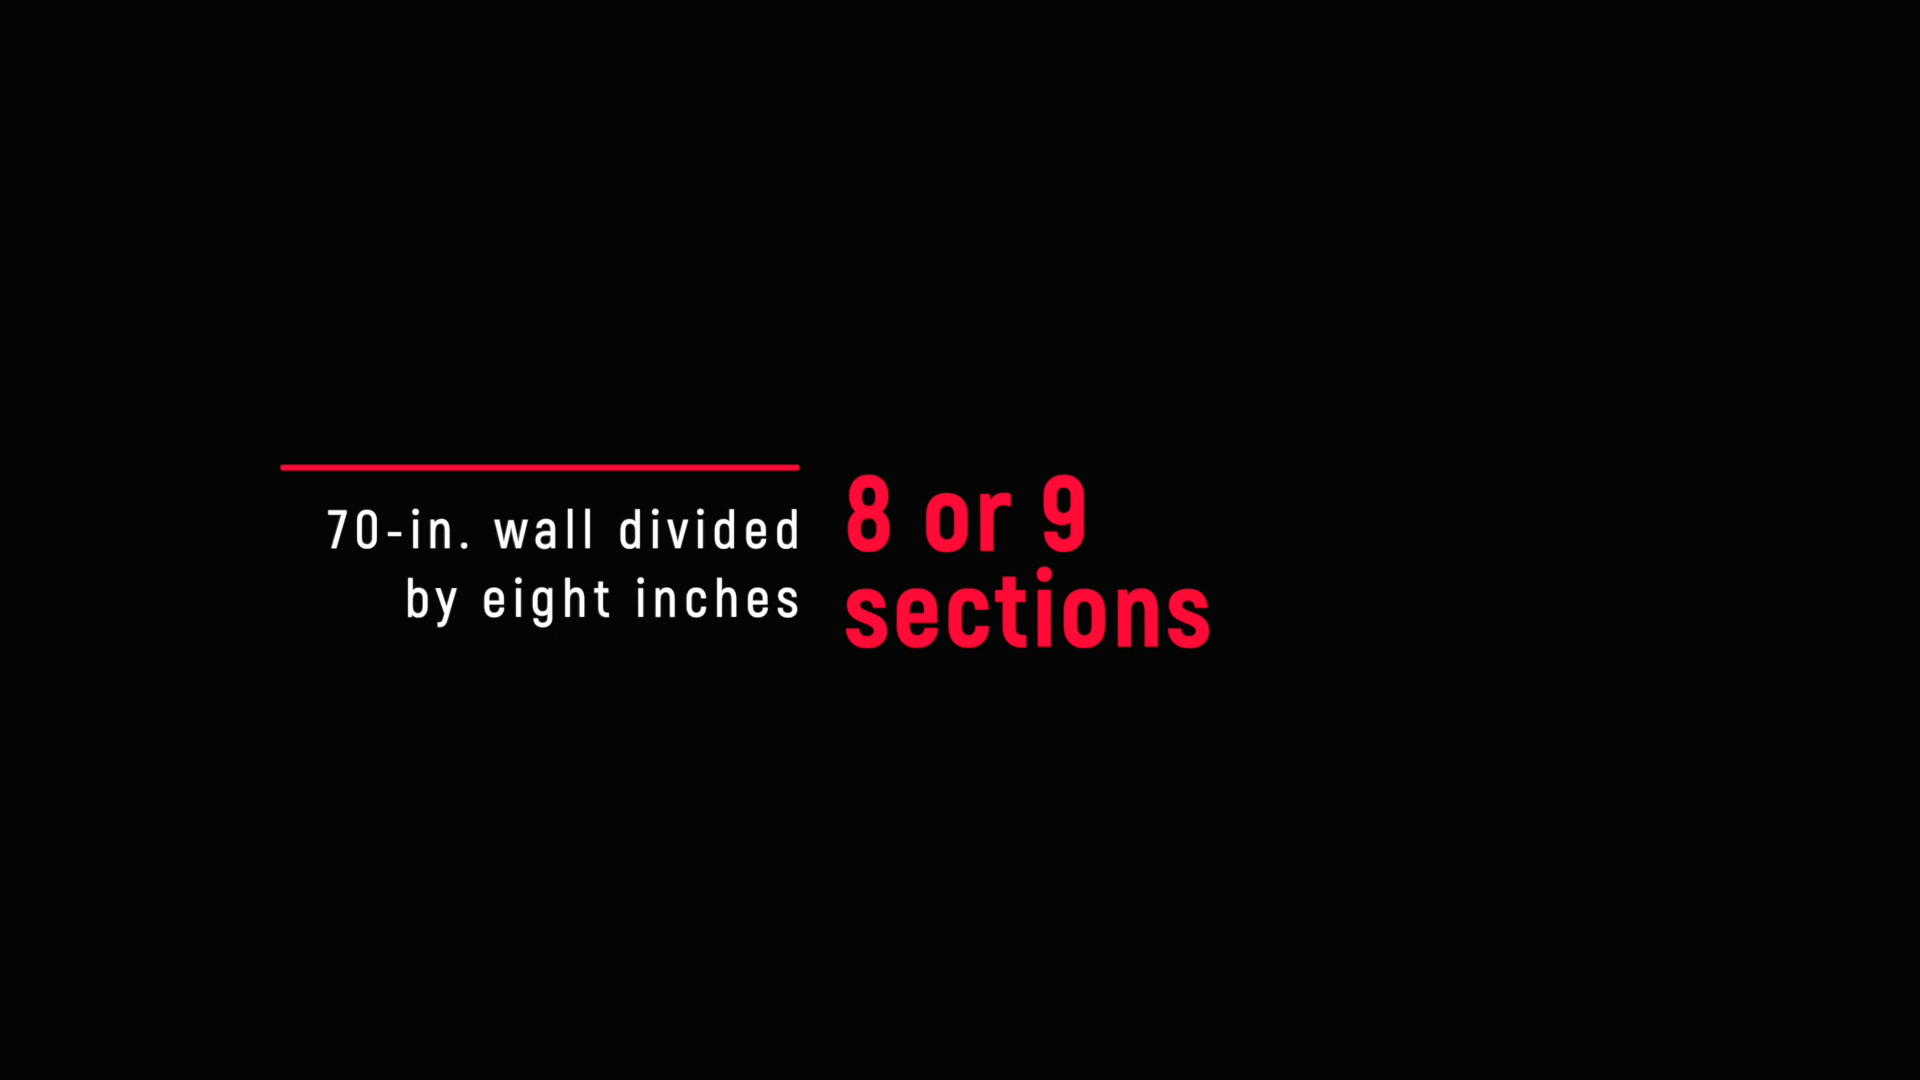 70-in. wall divided
by eight inches
8 or 9
sections